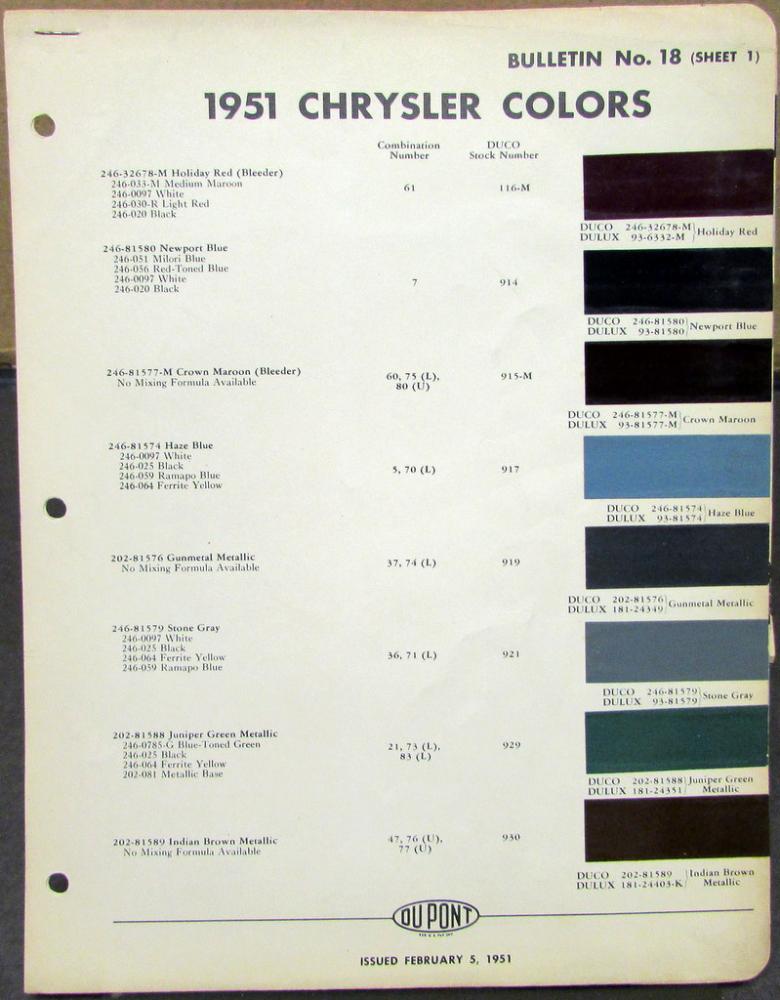 BULLETIN No. 18 (SHEET 1)
1951 CHRYSLER COLORS
Combination Number
DUCO Stock Number
246-32678-M Holiday Red (Bleeder)
246-033-M Medium Maroon
246-0097 White
246-030-R Light Red
246-020 Black
61
116-M
DUCO 246-32678-M
DULUX 93-6332-M
Holiday Red
246-81580 Newport Blue
246-051 Milori Blue
246-056 Red-Toned Blue
246-0097 White
246-020 Black
7
914
DUCO 246-81580
DULUX 93-81580
Newport Blue
246-81577-M Crown Maroon (Bleeder)
No Mixing Formula Available
60, 75 (L),
80 (U)
915-M
DUCO 246-81577-M
DULUX 93-81577-M
Crown Maroon
246-81574 Haze Blue
246-0097 White
246-025 Black
246-059 Ramapo Blue
246-064 Ferrite Yellow
5, 70 (L)
917
DUCO 246-81574
DULUX 93-81574
Haze Blue
202-81576 Gunmetal Metallic
No Mixing Formula Available
37, 74 (L)
919
DUCO 202-81576
DULUX 181-24349
Gunmetal Metallic
246-81579 Stone Gray
246-0097 White
246-025 Black
246-064 Ferrite Yellow
246-059 Ramapo Blue
36, 71 (L)
921
DUCO 246-81579
DULUX 93-81579
Stone Gray
202-81588 Juniper Green Metallic
246-0785-G Blue-Toned Green
246-025 Black
246-064 Ferrite Yellow
202-081 Metallic Base
21, 73 (L),
83 (L)
929
DUCO 202-81588
DULUX 181-24351
Juniper Green
Metallic
202-81589 Indian Brown Metallic
No Mixing Formula Available
47, 76 (U),
77 (U)
930
DUCO 202-81589
DULUX 181-24403-K
Indian Brown
Metallic
DU PONT
ISSUED FEBRUARY 5, 1951